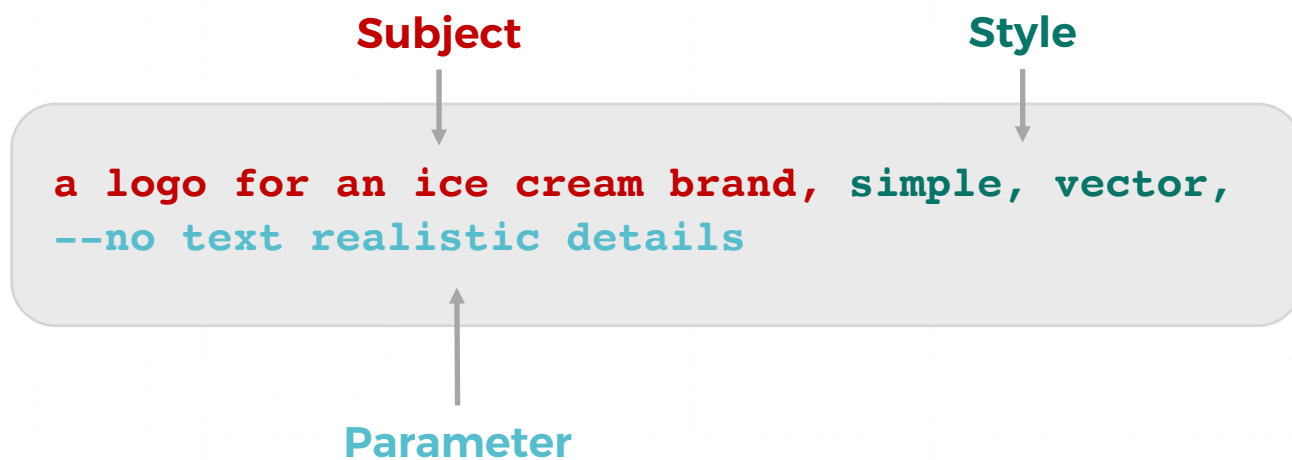 Subject
Style
a logo for an ice cream brand, simple, vector,
--no text realistic details
Parameter